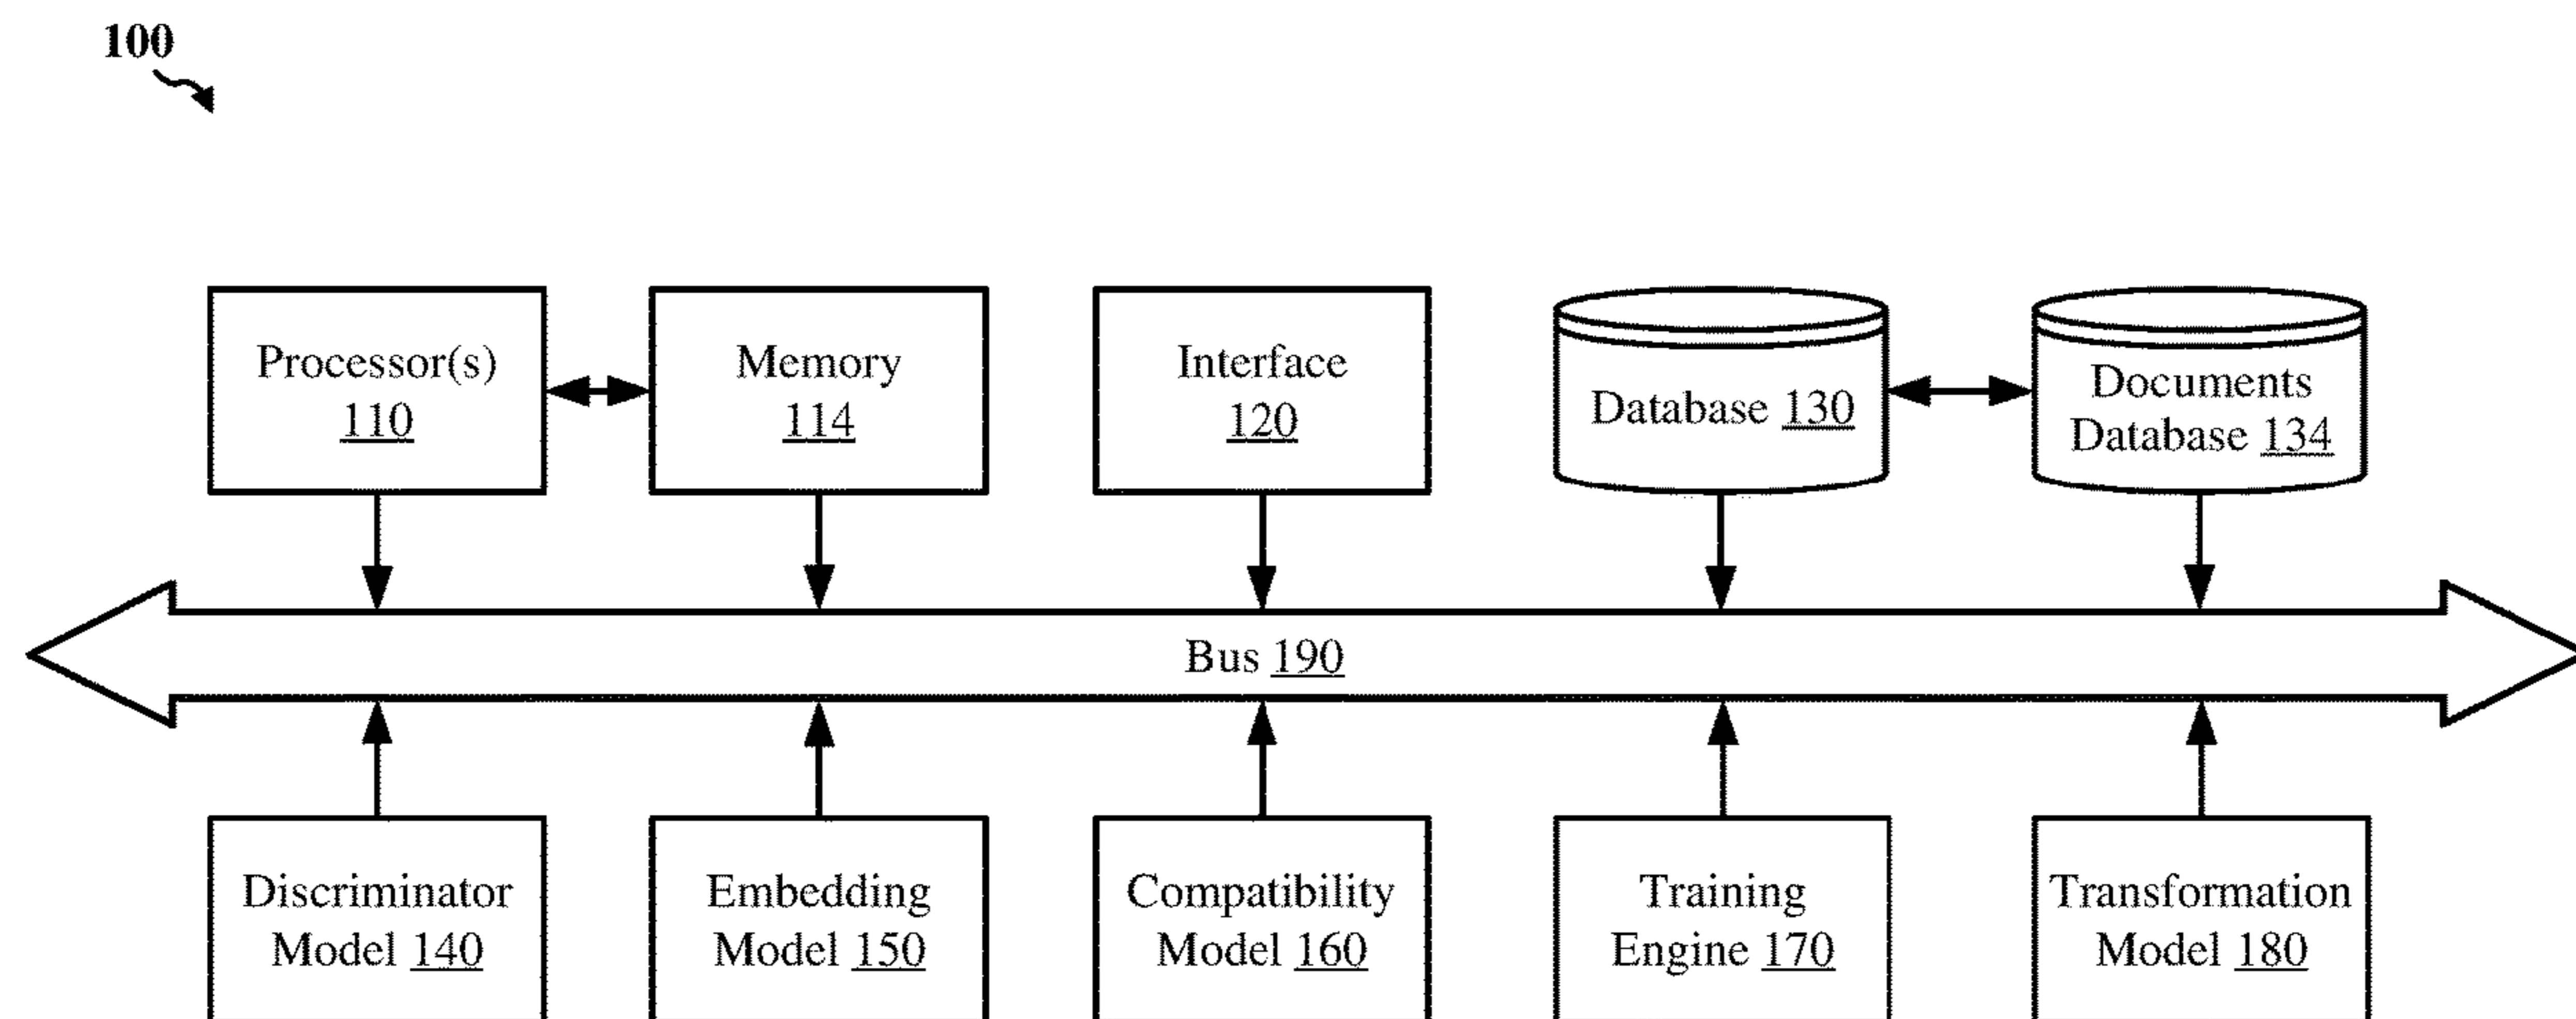 100
Processor(s)
110
Memory
114
Interface
120
Database 130
Documents
Database 134
Bus 190
Discriminator
Model 140
Embedding
Model 150
Compatibility
Model 160
Training
Engine 170
Transformation
Model 180